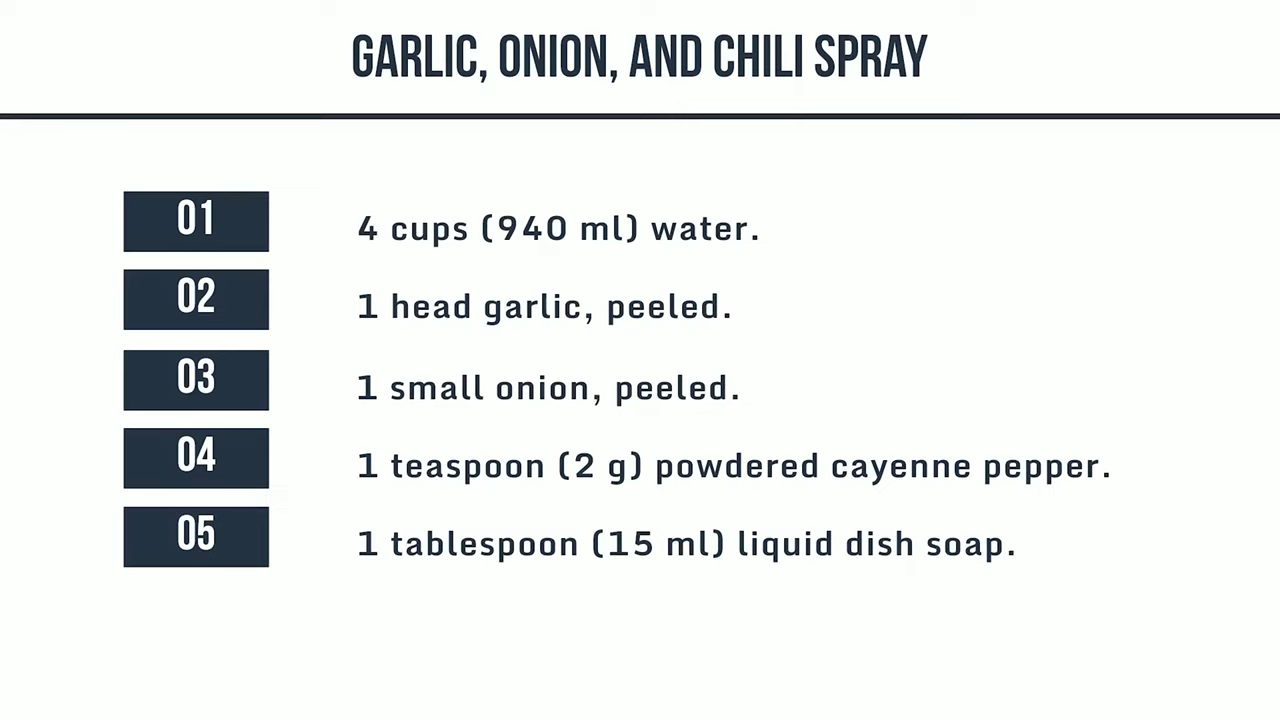 GARLIC, ONION, AND CHILI SPRAY
01 4 cups (940 ml) water.
02 1 head garlic, peeled.
03 1 small onion, peeled.
04 1 teaspoon (2 g) powdered cayenne pepper.
05 1 tablespoon (15 ml) liquid dish soap.